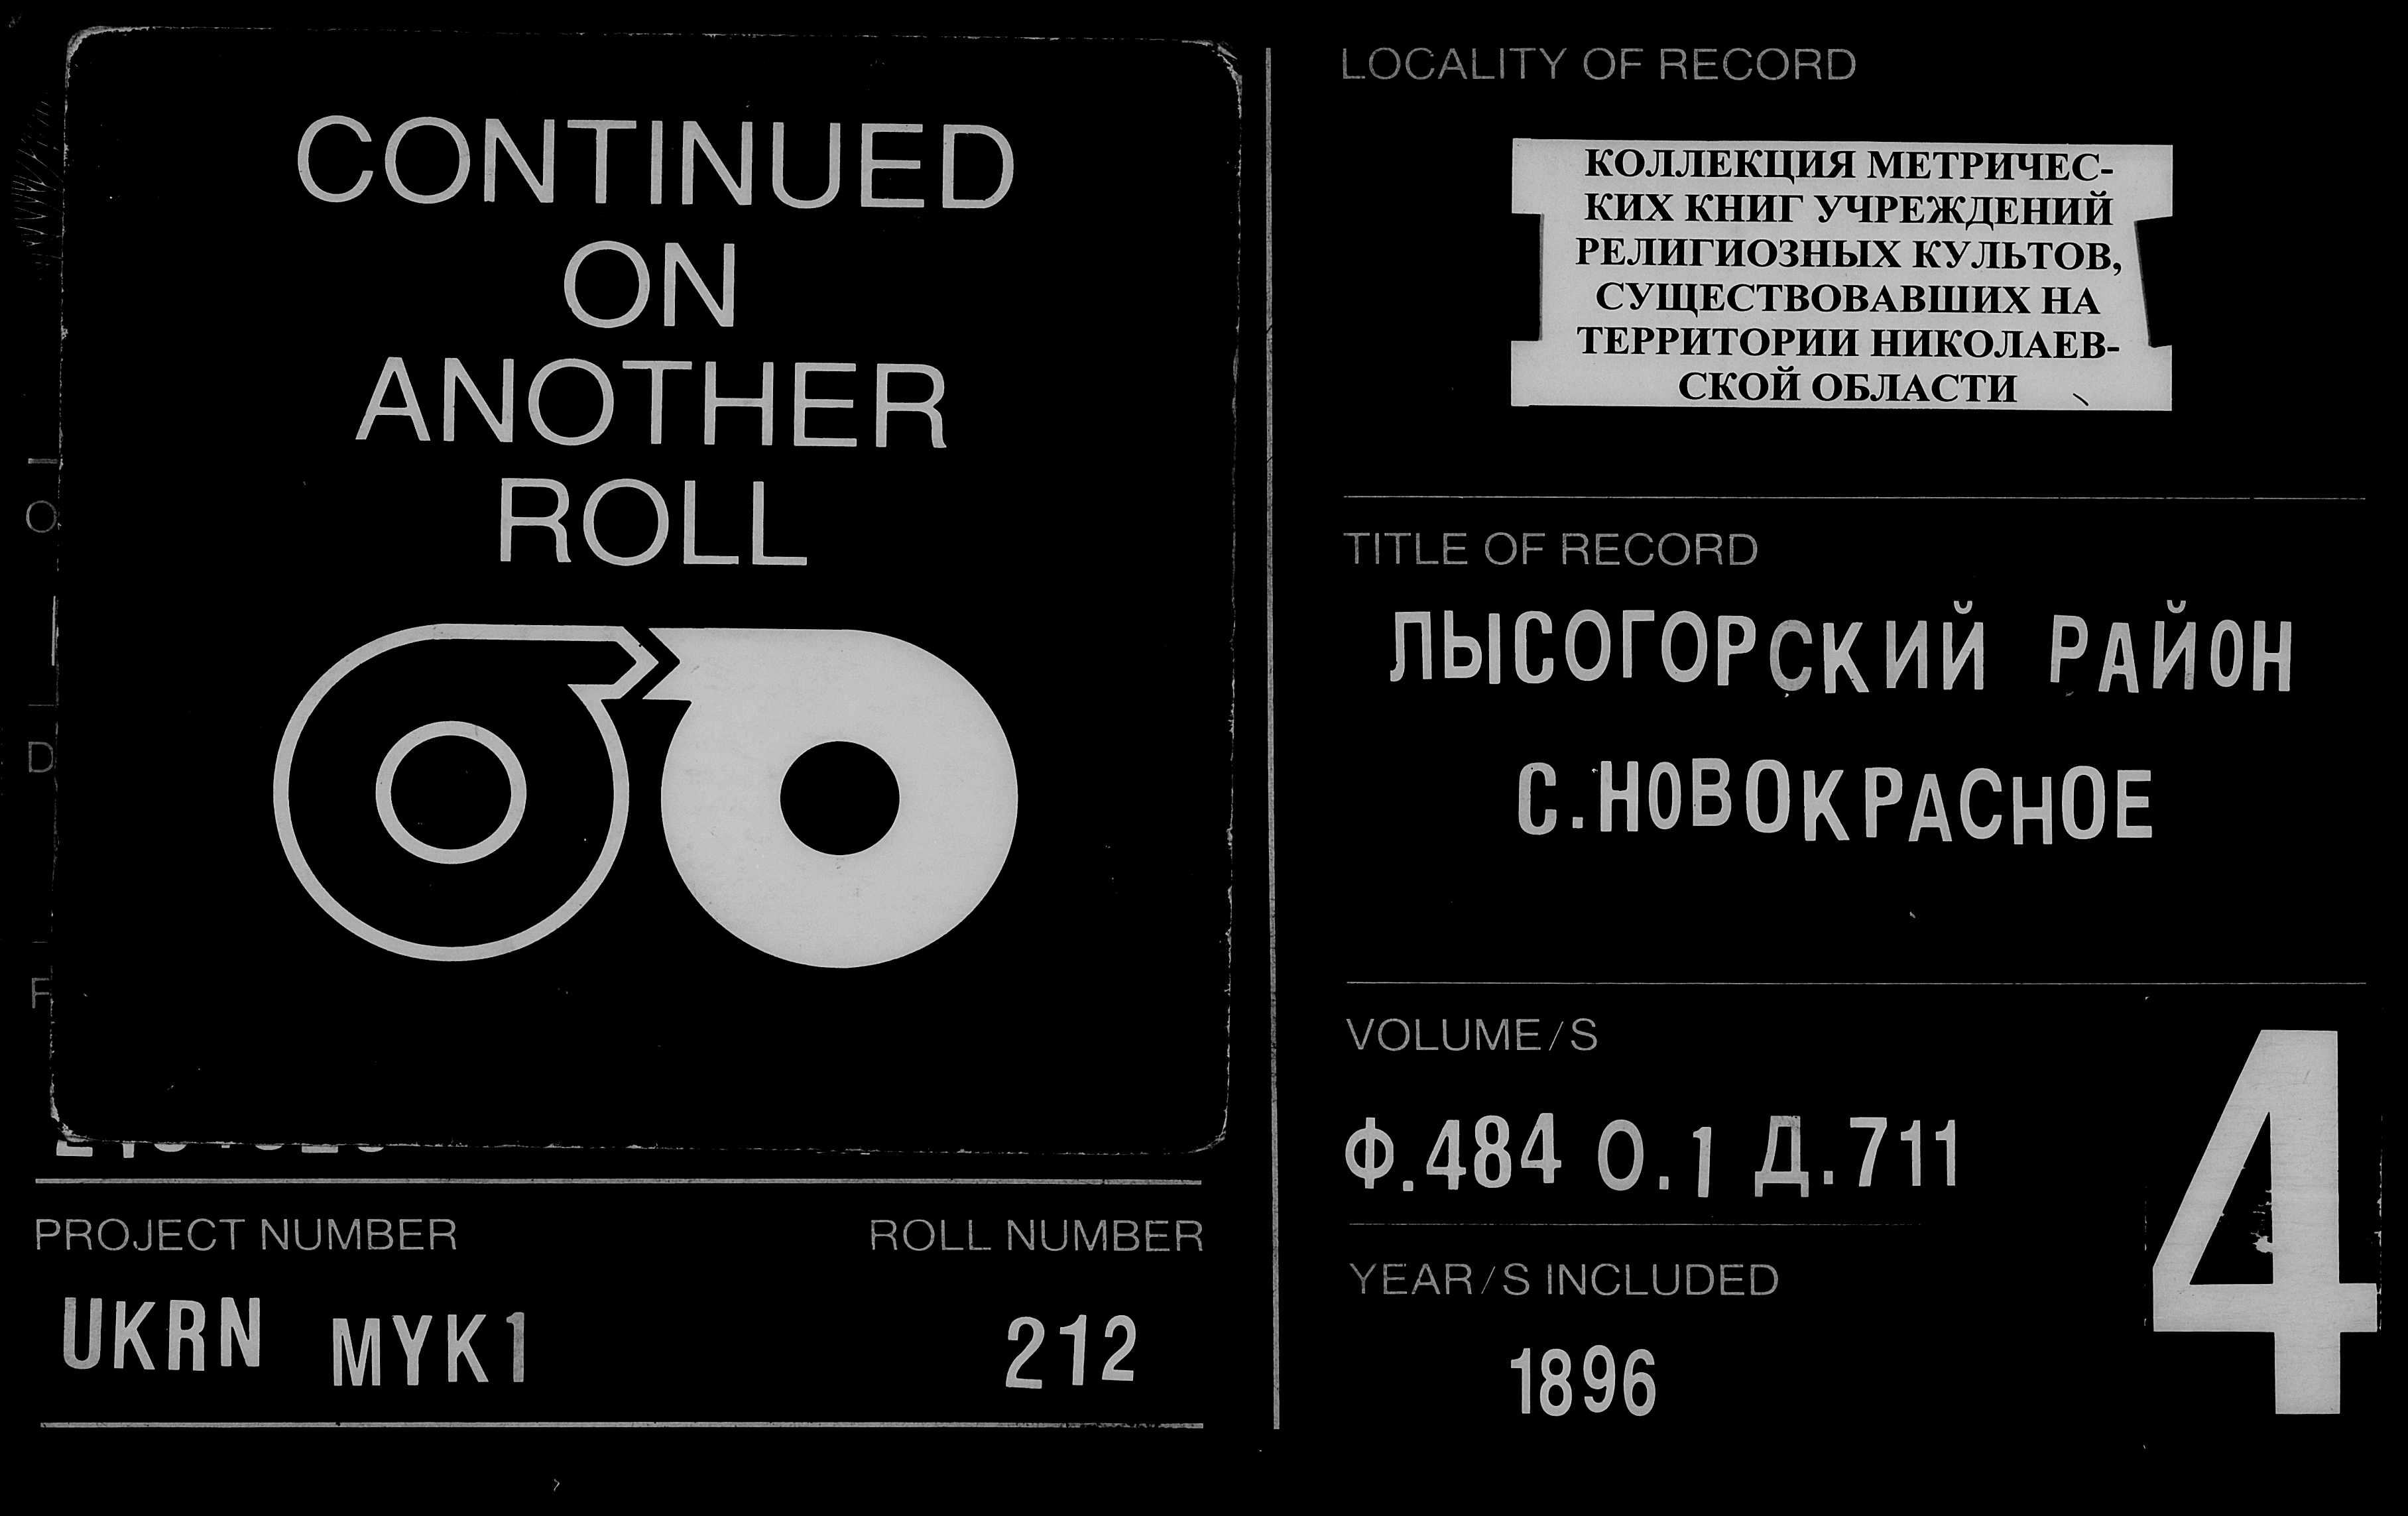 CONTINUED
ON
ANOTHER
ROLL
PROJECT NUMBER
ROLL NUMBER
UKRN MYK1
212
LOCALITY OF RECORD
КОЛЛЕКЦИЯ МЕТРИЧЕС-
КИХ КНИГ УЧРЕЖДЕНИЙ
РЕЛИГИОЗНЫХ КУЛЬТОВ,
СУЩЕСТВОВАВШИХ НА
ТЕРРИТОРИИ НИКОЛАЕВ-
СКОЙ ОБЛАСТИ
TITLE OF RECORD
ЛЫСОГОРСКИЙ РАЙОН
С.НОВОКРАСНОЕ
VOLUME/S
Ф.484 О.1 Д.711
YEAR/S INCLUDED
1896
4